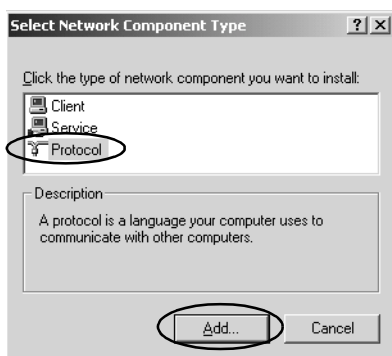 Select Network Component Type
Click the type of network component you want to install:
Client
Service
Protocol
Description
A protocol is a language your computer uses to
communicate with other computers.
Add...
Cancel